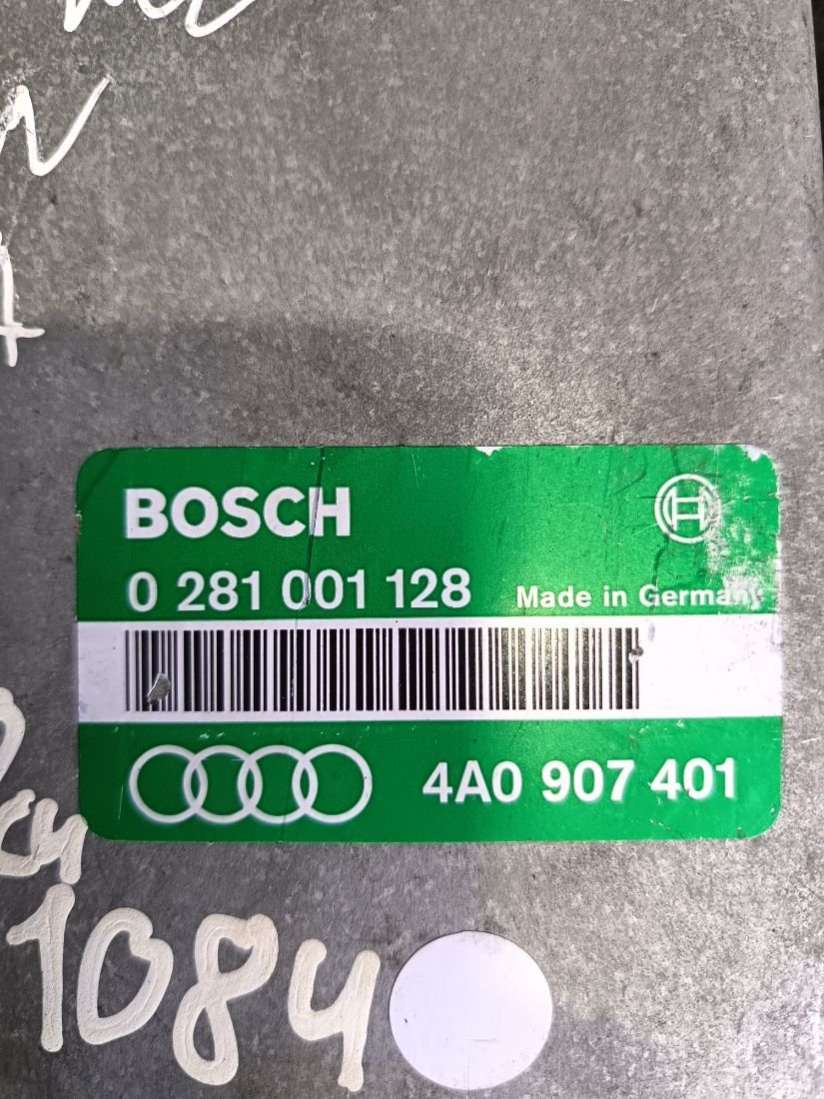 BOSCH
0 281 001 128 Made in Germany
4A0 907 401
1084